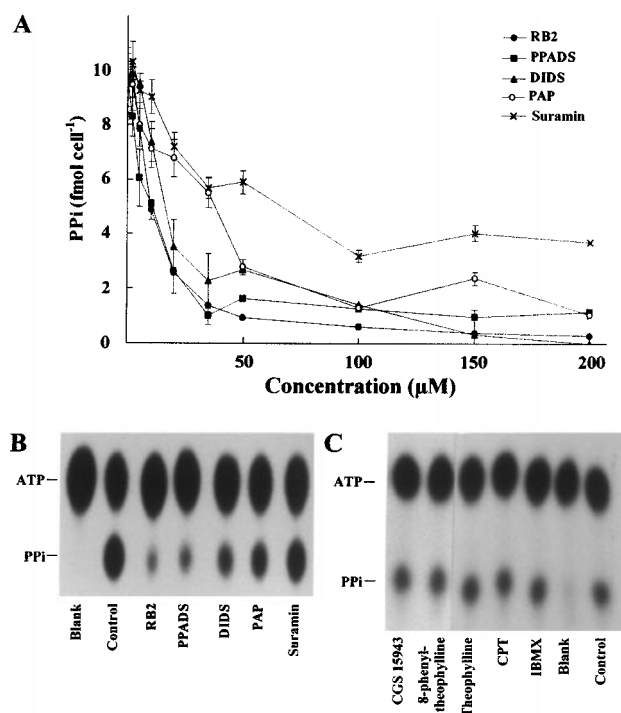 A
RB2
PPADS
DIDS
PAP
Suramin
PPi (fmol cell⁻¹)
10
8
6
4
2
0
50
100
150
200
Concentration (µM)
B
ATP
PPi
Blank
Control
RB2
PPADS
DIDS
PAP
Suramin
C
ATP
PPi
CGS 15943
8-phenyl-
theophylline
Theophylline
CPT
IBMX
Blank
Control